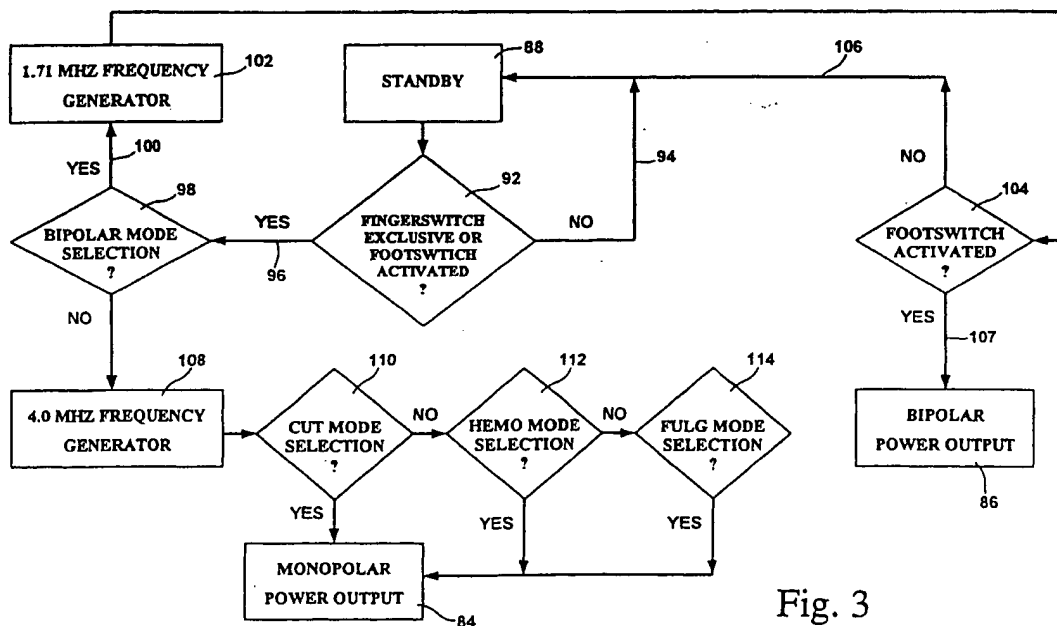 88
106
102
1.71 MHZ FREQUENCY
GENERATOR
STANDBY
100
YES
94
NO
98
92
104
YES
BIPOLAR MODE
SELECTION
?
96
FINGERSWITCH
EXCLUSIVE OR
FOOTSWTICH
ACTIVATED
?
NO
FOOTSWITCH
ACTIVATED
?
NO
YES
107
108
110
112
114
4.0 MHZ FREQUENCY
GENERATOR
CUT MODE
SELECTION
?
NO
HEMO MODE
SELECTION
?
NO
FULG MODE
SELECTION
?
BIPOLAR
POWER OUTPUT
86
YES
YES
YES
MONOPOLAR
POWER OUTPUT
84
Fig. 3